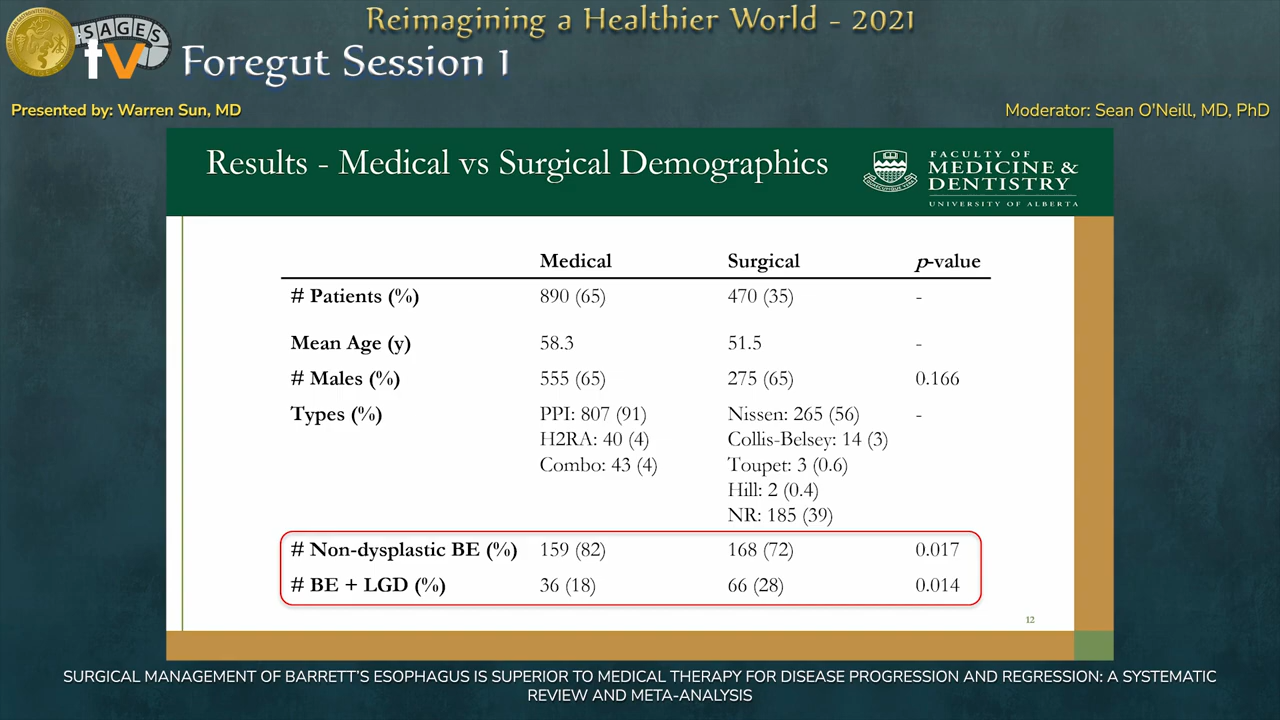 Reimagining a Healthier World - 2021
SAGES
tv
Foregut Session 1
Presented by: Warren Sun, MD
Moderator: Sean O'Neill, MD, PhD
Results - Medical vs Surgical Demographics
FACULTY OF
MEDICINE &
DENTISTRY
UNIVERSITY OF ALBERTA
Medical Surgical p-value
# Patients (%) 890 (65) 470 (35) -
Mean Age (y) 58.3 51.5 -
# Males (%) 555 (65) 275 (65) 0.166
Types (%) PPI: 807 (91) Nissen: 265 (56) -
H2RA: 40 (4) Collis-Belsey: 14 (3)
Combo: 43 (4) Toupet: 3 (0.6)
Hill: 2 (0.4)
NR: 185 (39)
# Non-dysplastic BE (%) 159 (82) 168 (72) 0.017
# BE + LGD (%) 36 (18) 66 (28) 0.014
12
SURGICAL MANAGEMENT OF BARRETT'S ESOPHAGUS IS SUPERIOR TO MEDICAL THERAPY FOR DISEASE PROGRESSION AND REGRESSION: A SYSTEMATIC
REVIEW AND META-ANALYSIS